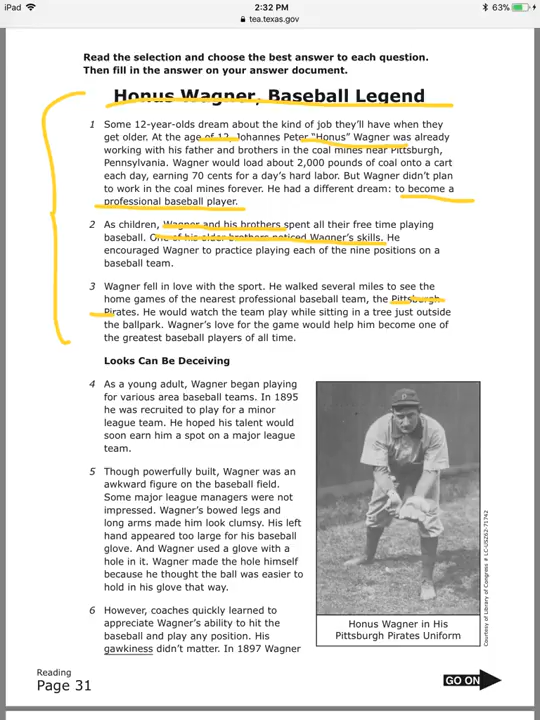 iPad
2:32 PM
63%
tea.texas.gov
Read the selection and choose the best answer to each question.
Then fill in the answer on your answer document.
Honus Wagner, Baseball Legend
1 Some 12-year-olds dream about the kind of job they'll have when they
get older. At the age of 12, Johannes Peter "Honus" Wagner was already
working with his father and brothers in the coal mines near Pittsburgh,
Pennsylvania. Wagner would load about 2,000 pounds of coal onto a cart
each day, earning 70 cents for a day's hard labor. But Wagner didn't plan
to work in the coal mines forever. He had a different dream: to become a
professional baseball player.
2 As children, Wagner and his brothers spent all their free time playing
baseball. One of his older brothers noticed Wagner's skills. He
encouraged Wagner to practice playing each of the nine positions on a
baseball team.
3 Wagner fell in love with the sport. He walked several miles to see the
home games of the nearest professional baseball team, the Pittsburgh
Pirates. He would watch the team play while sitting in a tree just outside
the ballpark. Wagner's love for the game would help him become one of
the greatest baseball players of all time.
Looks Can Be Deceiving
4 As a young adult, Wagner began playing
for various area baseball teams. In 1895
he was recruited to play for a minor
league team. He hoped his talent would
soon earn him a spot on a major league
team.
5 Though powerfully built, Wagner was an
awkward figure on the baseball field.
Some major league managers were not
impressed. Wagner's bowed legs and
long arms made him look clumsy. His left
hand appeared too large for his baseball
glove. And Wagner used a glove with a
hole in it. Wagner made the hole himself
because he thought the ball was easier to
hold in his glove that way.
6 However, coaches quickly learned to
appreciate Wagner's ability to hit the
baseball and play any position. His
gawkiness didn't matter. In 1897 Wagner
Courtesy of Library of Congress # LC-USZ62-71742
Honus Wagner in His
Pittsburgh Pirates Uniform
Reading
Page 31
GO ON